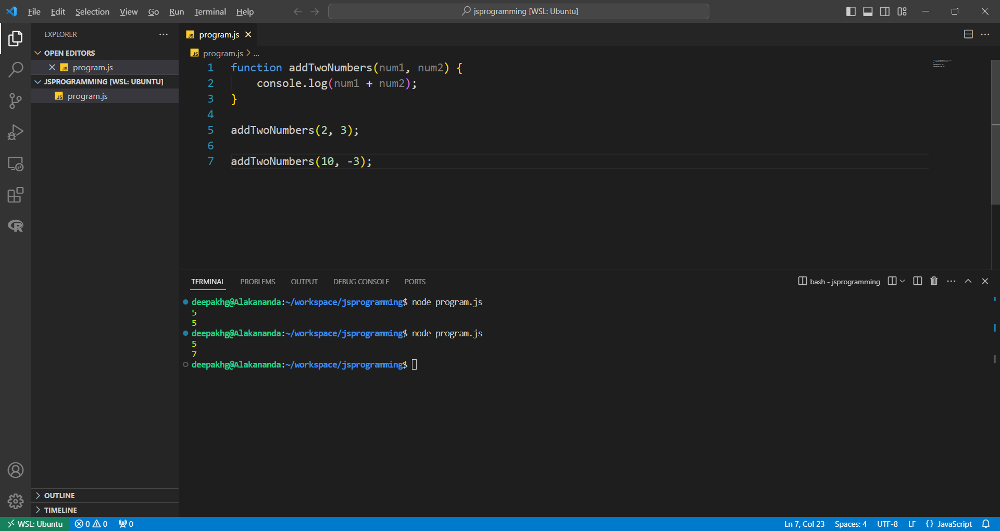 File Edit Selection View Go Run Terminal Help
jsprogramming [WSL: Ubuntu]
EXPLORER
OPEN EDITORS
JS program.js
JSPROGRAMMING [WSL: UBUNTU]
JS program.js
JS program.js
JS program.js > ...
1 function addTwoNumbers(num1, num2) {
2 console.log(num1 + num2);
3 }
4
5 addTwoNumbers(2, 3);
6
7 addTwoNumbers(10, -3);
TERMINAL PROBLEMS OUTPUT DEBUG CONSOLE PORTS
bash - jsprogramming
deepakhg@Alakananda:~/workspace/jsprogramming$ node program.js
5
5
deepakhg@Alakananda:~/workspace/jsprogramming$ node program.js
5
7
deepakhg@Alakananda:~/workspace/jsprogramming$
OUTLINE
TIMELINE
WSL: Ubuntu 0 0 0 Ln 7, Col 23 Spaces: 4 UTF-8 LF {} JavaScript